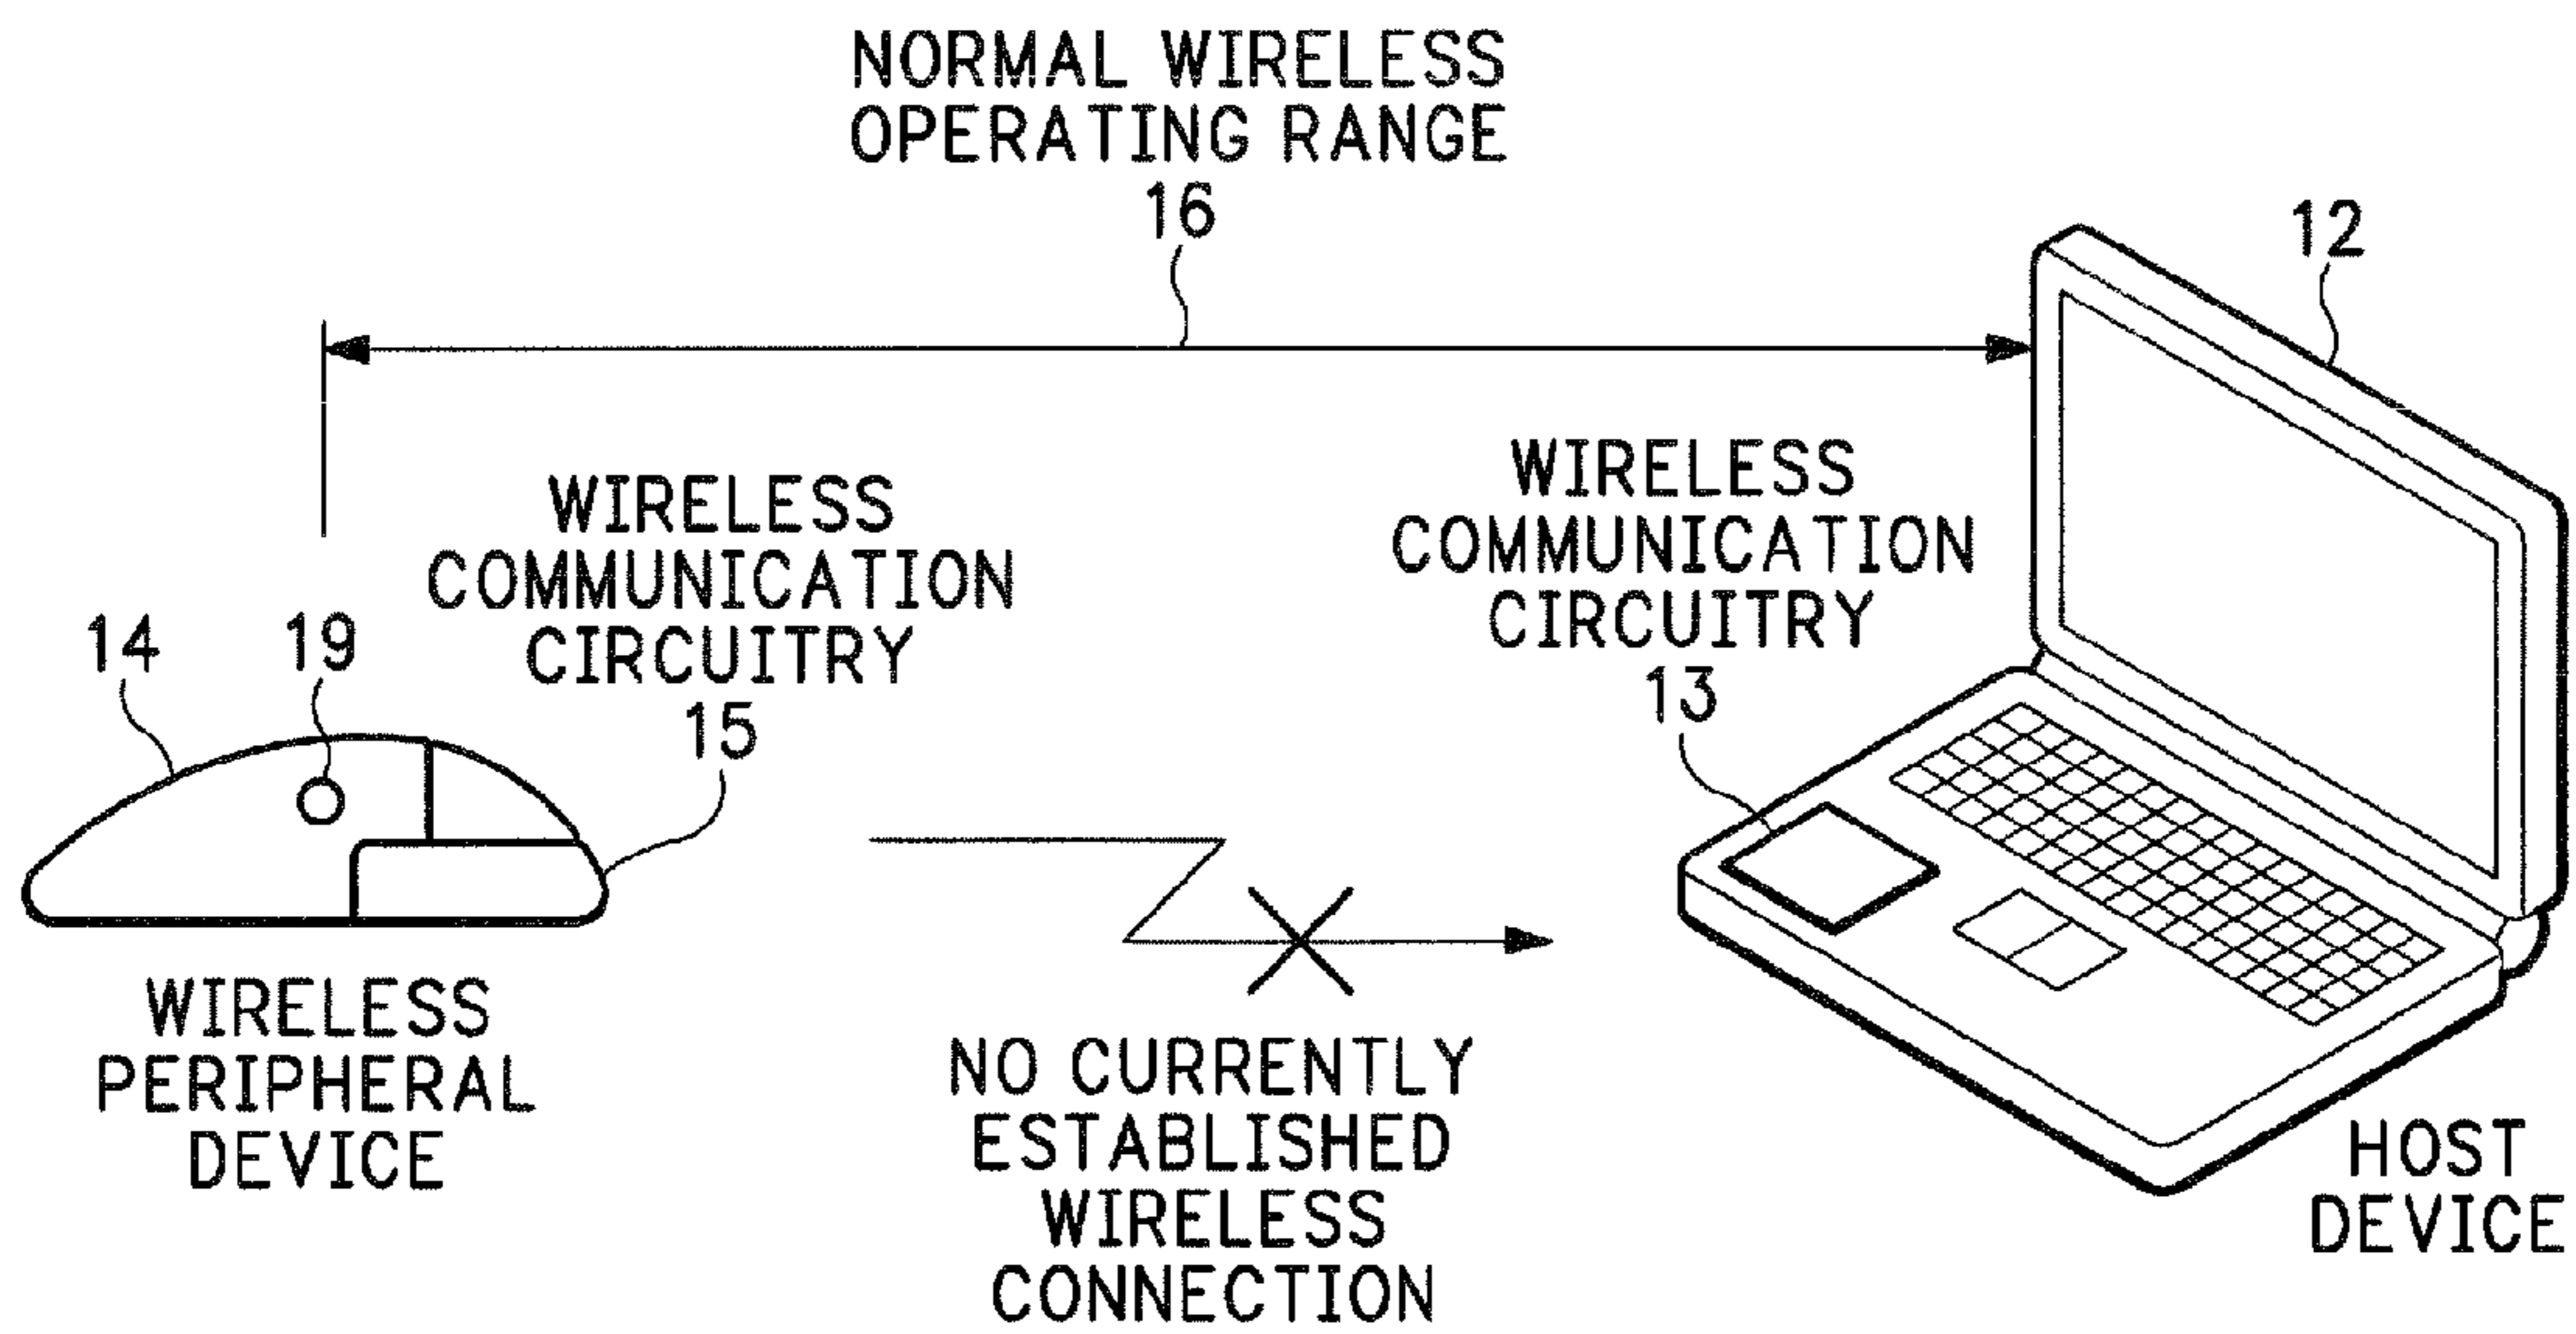 NORMAL WIRELESS
OPERATING RANGE
16
12
WIRELESS
COMMUNICATION
CIRCUITRY
13
WIRELESS
COMMUNICATION
CIRCUITRY
15
14
19
WIRELESS
PERIPHERAL
DEVICE
NO CURRENTLY
ESTABLISHED
WIRELESS
CONNECTION
HOST
DEVICE